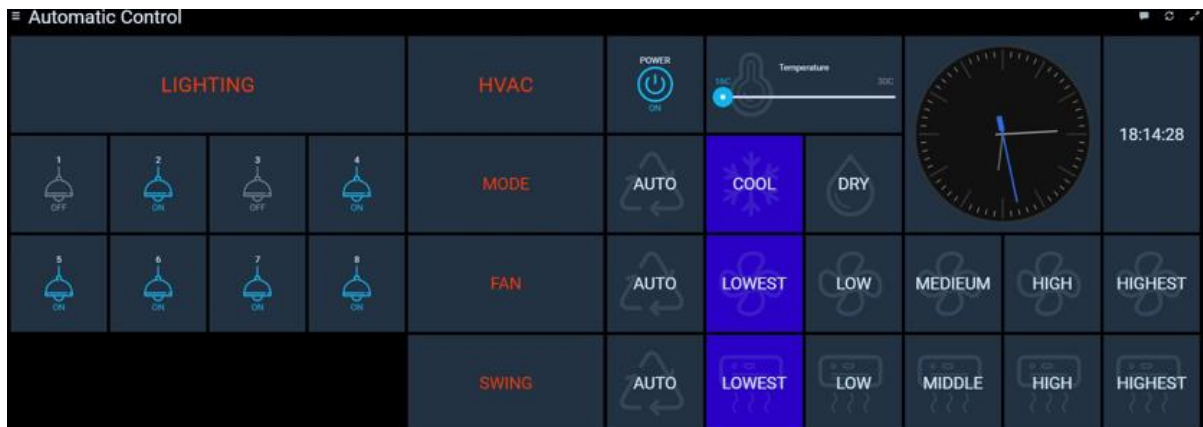 Automatic Control
LIGHTING
HVAC
POWER
ON
Temperature
16C
30C
18:14:28
1
OFF
2
ON
3
OFF
4
ON
MODE
AUTO
COOL
DRY
5
ON
6
ON
7
ON
8
ON
FAN
AUTO
LOWEST
LOW
MEDIEUM
HIGH
HIGHEST
SWING
AUTO
LOWEST
LOW
MIDDLE
HIGH
HIGHEST